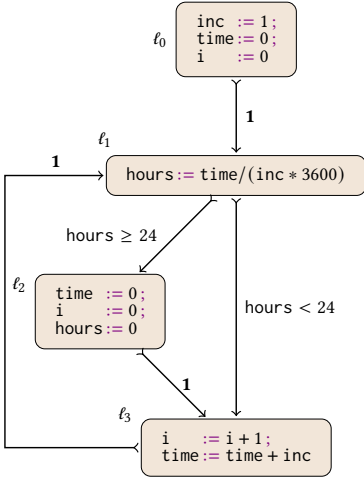 inc := 1 ;
ℓ0
time := 0 ;
i := 0
1
ℓ1
1
hours := time/(inc ∗ 3600)
hours ≥ 24
ℓ2
time := 0 ;
i := 0 ;
hours := 0
hours < 24
1
ℓ3
i := i + 1 ;
time := time + inc